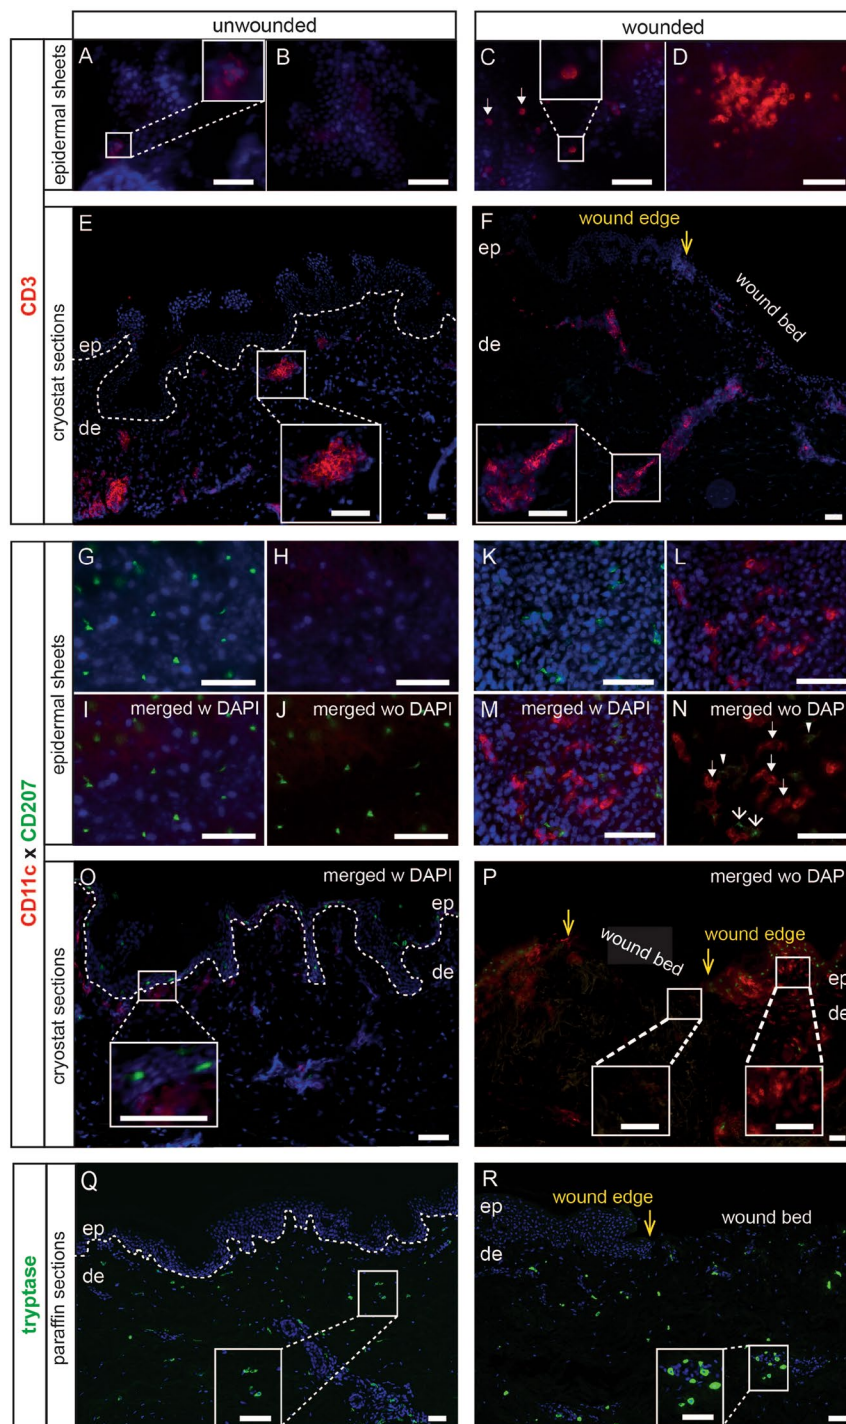 unwounded
wounded
CD3
epidermal sheets
A
B
C
D
cryostat sections
E
ep
de
F
wound edge
ep
wound bed
de
CD11c x CD207
epidermal sheets
G
H
K
L
I
merged w DAPI
J
merged wo DAPI
M
merged w DAPI
N
merged wo DAPI
cryostat sections
O
merged w DAPI
ep
de
P
merged wo DAPI
wound bed
wound edge
ep
de
tryptase
paraffin sections
Q
ep
de
R
ep
wound edge
wound bed
de